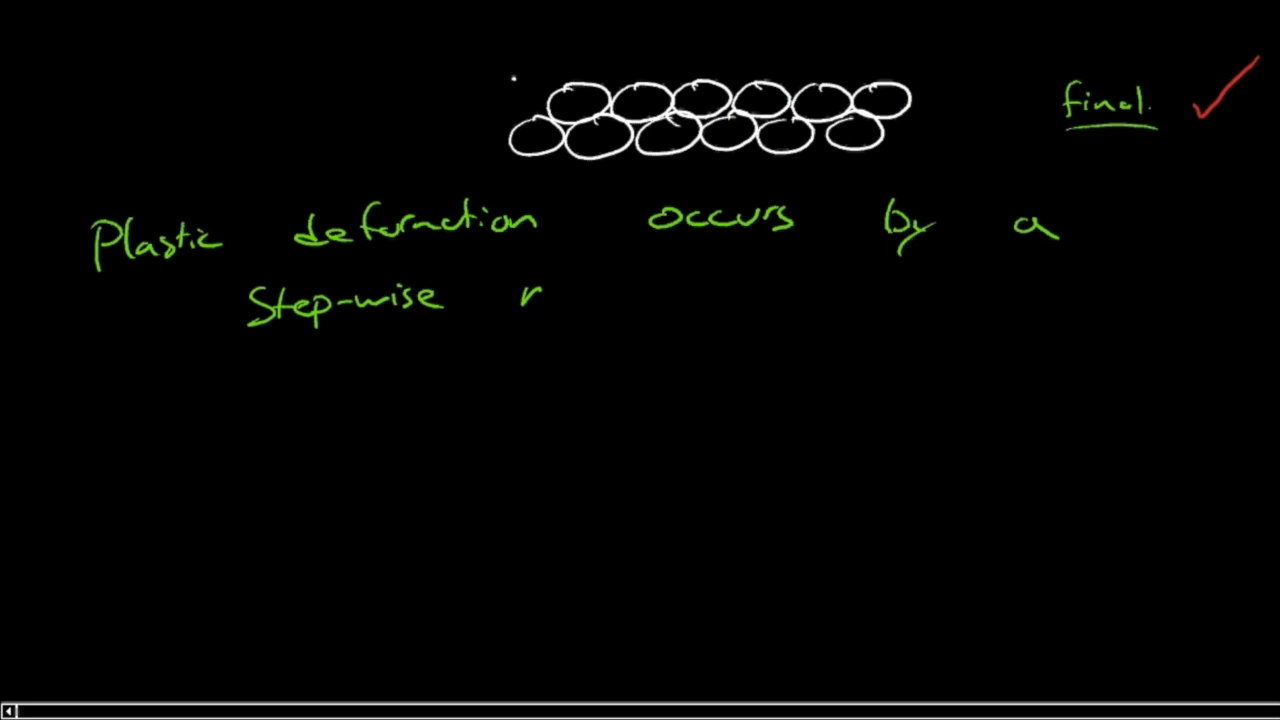 final.
Plastic deformation occurs by a
Step-wise r